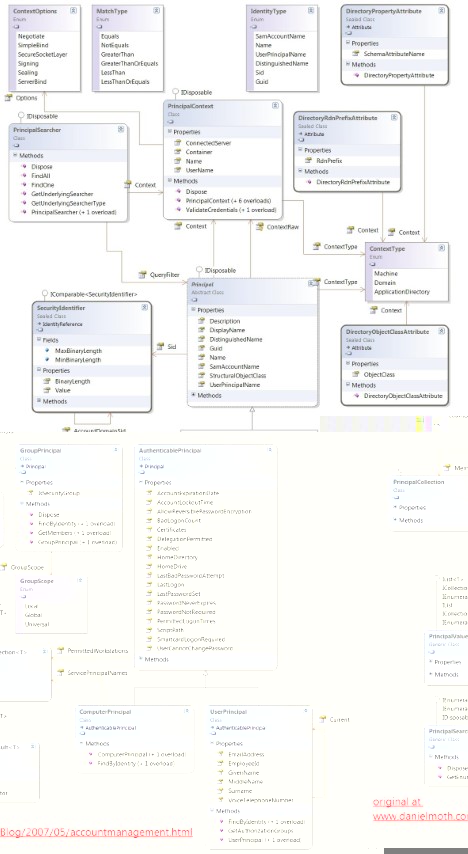 ContextOptions
Enum
Negotiate
SimpleBind
SecureSocketLayer
Signing
Sealing
ServerBind
MatchType
Enum
Equals
NotEquals
GreaterThan
GreaterThanOrEquals
LessThan
LessThanOrEquals
IdentityType
Enum
SamAccountName
Name
UserPrincipalName
DistinguishedName
Sid
Guid
DirectoryPropertyAttribute
Sealed Class
Attribute
Properties
SchemaAttributeName
Methods
DirectoryPropertyAttribute
Options
IDisposable
IDisposable
PrincipalSearcher
Class
Methods
Dispose
FindAll
FindOne
GetUnderlyingSearcher
GetUnderlyingSearcherType
PrincipalSearcher (+ 1 overload)
Context
PrincipalContext
Class
Properties
ConnectedServer
Container
Name
UserName
Methods
Dispose
PrincipalContext (+ 6 overloads)
ValidateCredentials (+ 1 overload)
DirectoryRdnPrefixAttribute
Sealed Class
Attribute
Properties
RdnPrefix
Methods
DirectoryRdnPrefixAttribute
Context
ContextRaw
ContextType
Context
Context
ContextType
Enum
Machine
Domain
ApplicationDirectory
QueryFilter
IDisposable
ContextType
Context
IComparable<SecurityIdentifier>
SecurityIdentifier
Sealed Class
IdentityReference
Fields
MaxBinaryLength
MinBinaryLength
Properties
BinaryLength
Value
Methods
AccountDomainSid
Sid
Principal
Abstract Class
Properties
Description
DisplayName
DistinguishedName
Guid
Name
SamAccountName
StructuralObjectClass
UserPrincipalName
Methods
DirectoryObjectClassAttribute
Sealed Class
Attribute
Properties
ObjectClass
Methods
DirectoryObjectClassAttribute
GroupPrincipal
Class
Principal
Properties
IsSecurityGroup
Methods
Dispose
FindByIdentity (+ 1 overload)
GetMembers (+ 1 overload)
GroupPrincipal (+ 1 overload)
GroupScope
GroupScope
Enum
Local
Global
Universal
AuthenticablePrincipal
Class
Principal
Properties
AccountExpirationDate
AccountLockoutTime
AllowReversiblePasswordEncryption
BadLogonCount
Certificates
DelegationPermitted
Enabled
HomeDirectory
HomeDrive
LastBadPasswordAttempt
LastLogon
LastPasswordSet
PasswordNeverExpires
PasswordNotRequired
PermittedLogonTimes
ScriptPath
SmartcardLogonRequired
UserCannotChangePassword
Methods
PrincipalCollection
Class
Properties
Methods
PermittedWorkstations
ServicePrincipalNames
PrincipalValue
Properties
Methods
ComputerPrincipal
Class
AuthenticablePrincipal
Methods
ComputerPrincipal (+ 1 overload)
FindByIdentity (+ 1 overload)
UserPrincipal
Class
AuthenticablePrincipal
Properties
EmailAddress
EmployeeId
GivenName
MiddleName
Surname
VoiceTelephoneNumber
Methods
FindByIdentity (+ 1 overload)
GetAuthorizationGroups
UserPrincipal (+ 1 overload)
Current
PrincipalSear
Class
Methods
Dispose
original at
www.danielmoth.com
Blog/2007/05/accountmanagement.html